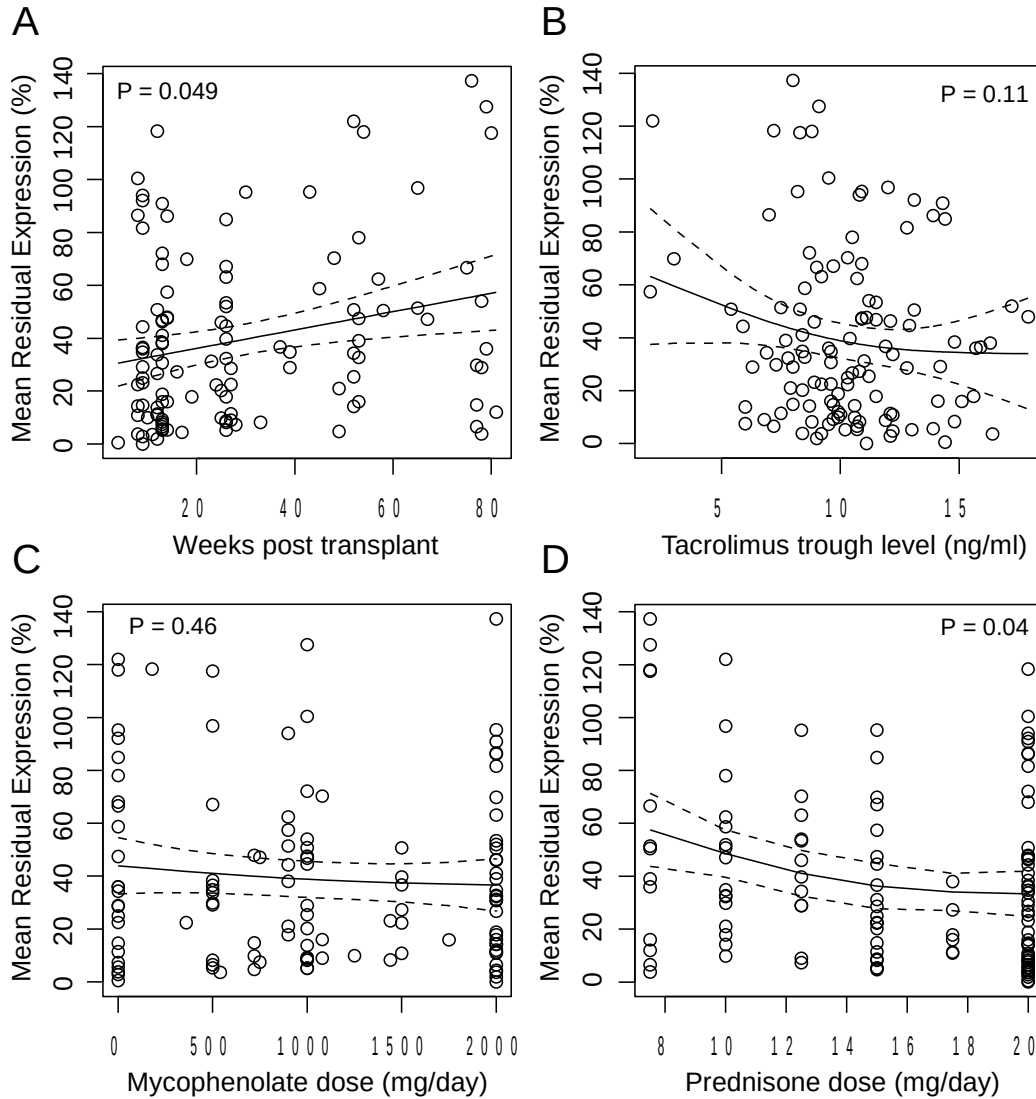 A
Mean Residual Expression (%)
0 20 40 60 80 100 120 140
P = 0.049
20 40 60 80
Weeks post transplant
B
Mean Residual Expression (%)
0 20 40 60 80 100 120 140
P = 0.11
5 10 15
Tacrolimus trough level (ng/ml)
C
Mean Residual Expression (%)
0 20 40 60 80 100 120 140
P = 0.46
0 500 1000 1500 2000
Mycophenolate dose (mg/day)
D
Mean Residual Expression (%)
0 20 40 60 80 100 120 140
P = 0.04
8 10 12 14 16 18 20
Prednisone dose (mg/day)